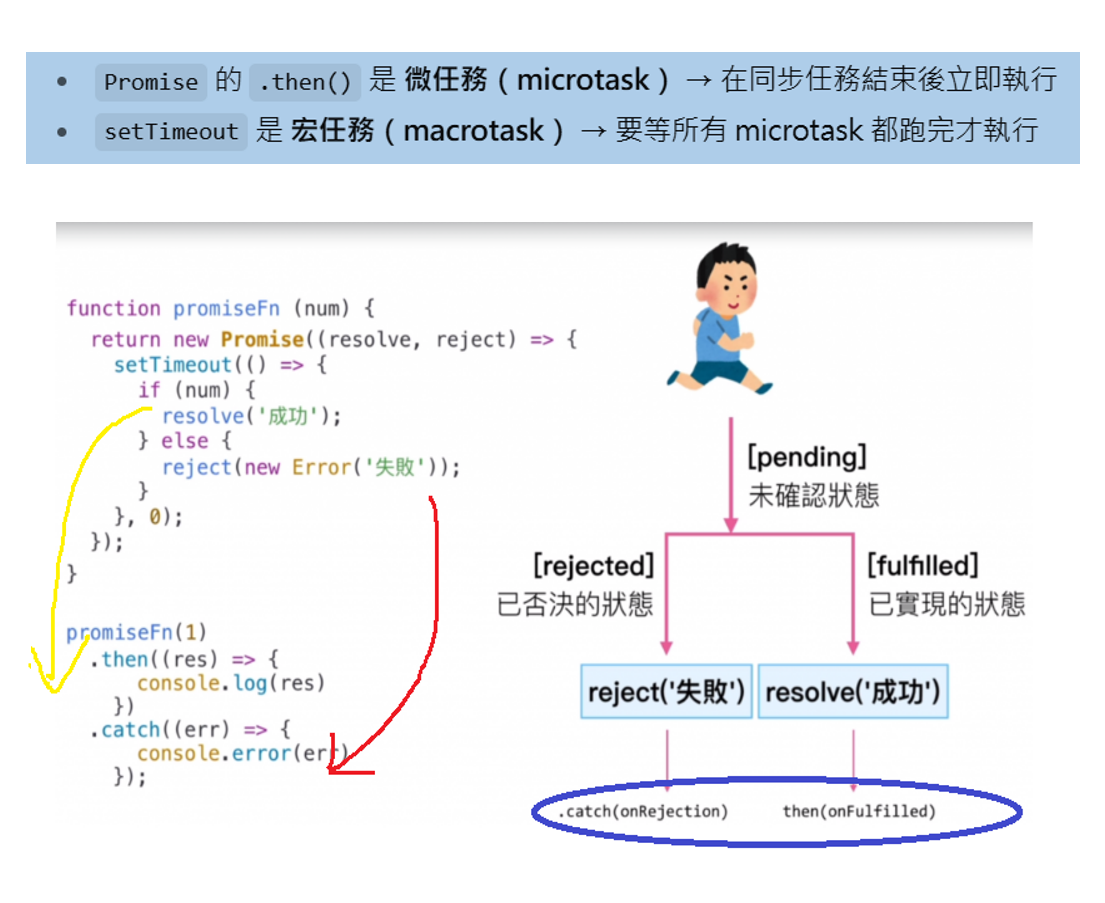 • Promise 的 .then() 是 微任務（microtask） → 在同步任務結束後立即執行
• setTimeout 是 宏任務（macrotask） → 要等所有 microtask 都跑完才執行
function promiseFn (num) {
  return new Promise((resolve, reject) => {
    setTimeout(() => {
      if (num) {
        resolve('成功');
      } else {
        reject(new Error('失敗'));
      }
    }, 0);
  });
}
promiseFn(1)
  .then((res) => {
      console.log(res)
    })
  .catch((err) => {
      console.error(err)
    });
[pending]
未確認狀態
[rejected]
已否決的狀態
[fulfilled]
已實現的狀態
reject('失敗')
resolve('成功')
.catch(onRejection)
then(onFulfilled)